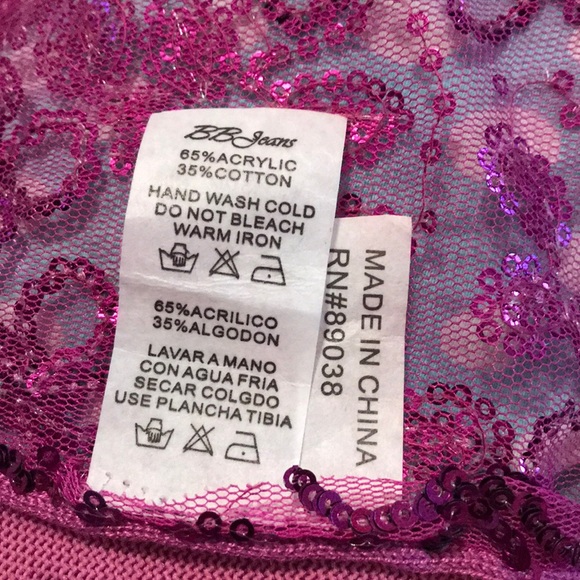 BB Jeans
65%ACRYLIC
35%COTTON
HAND WASH COLD
DO NOT BLEACH
WARM IRON
65%ACRILICO
35%ALGODON
LAVAR A MANO
CON AGUA FRIA
SECAR COLGDO
USE PLANCHA TIBIA
MADE IN CHINA
RN#89038